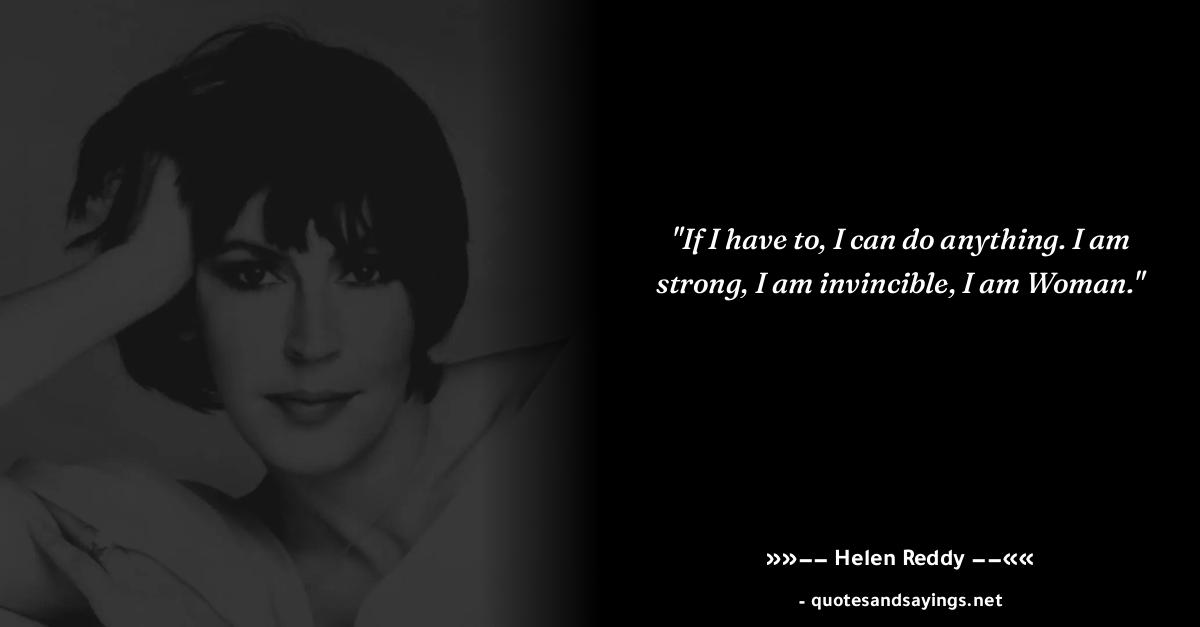 "If I have to, I can do anything. I am
strong, I am invincible, I am Woman."
»»–– Helen Reddy ––««
- quotesandsayings.net